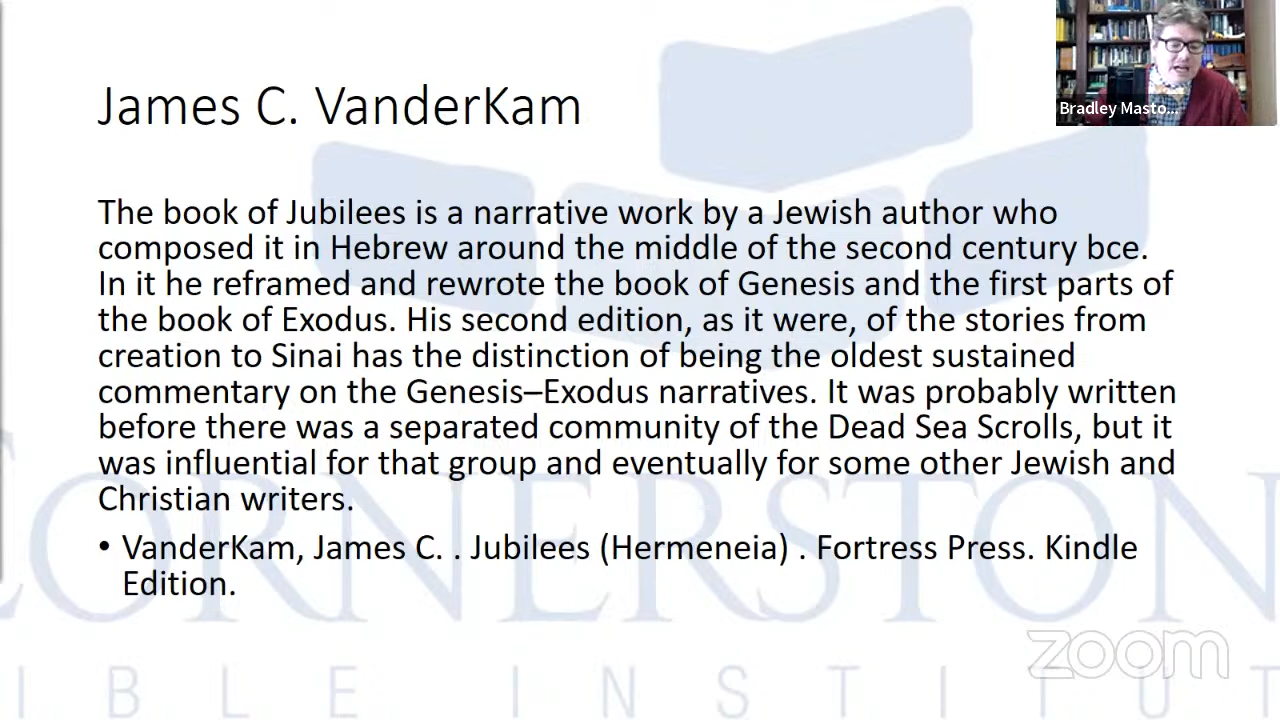 James C. VanderKam
Bradley Masto...
The book of Jubilees is a narrative work by a Jewish author who
composed it in Hebrew around the middle of the second century bce.
In it he reframed and rewrote the book of Genesis and the first parts of
the book of Exodus. His second edition, as it were, of the stories from
creation to Sinai has the distinction of being the oldest sustained
commentary on the Genesis–Exodus narratives. It was probably written
before there was a separated community of the Dead Sea Scrolls, but it
was influential for that group and eventually for some other Jewish and
Christian writers.
• VanderKam, James C. . Jubilees (Hermeneia) . Fortress Press. Kindle
Edition.
CORNERSTON
IBLE INSTITUT
zoom